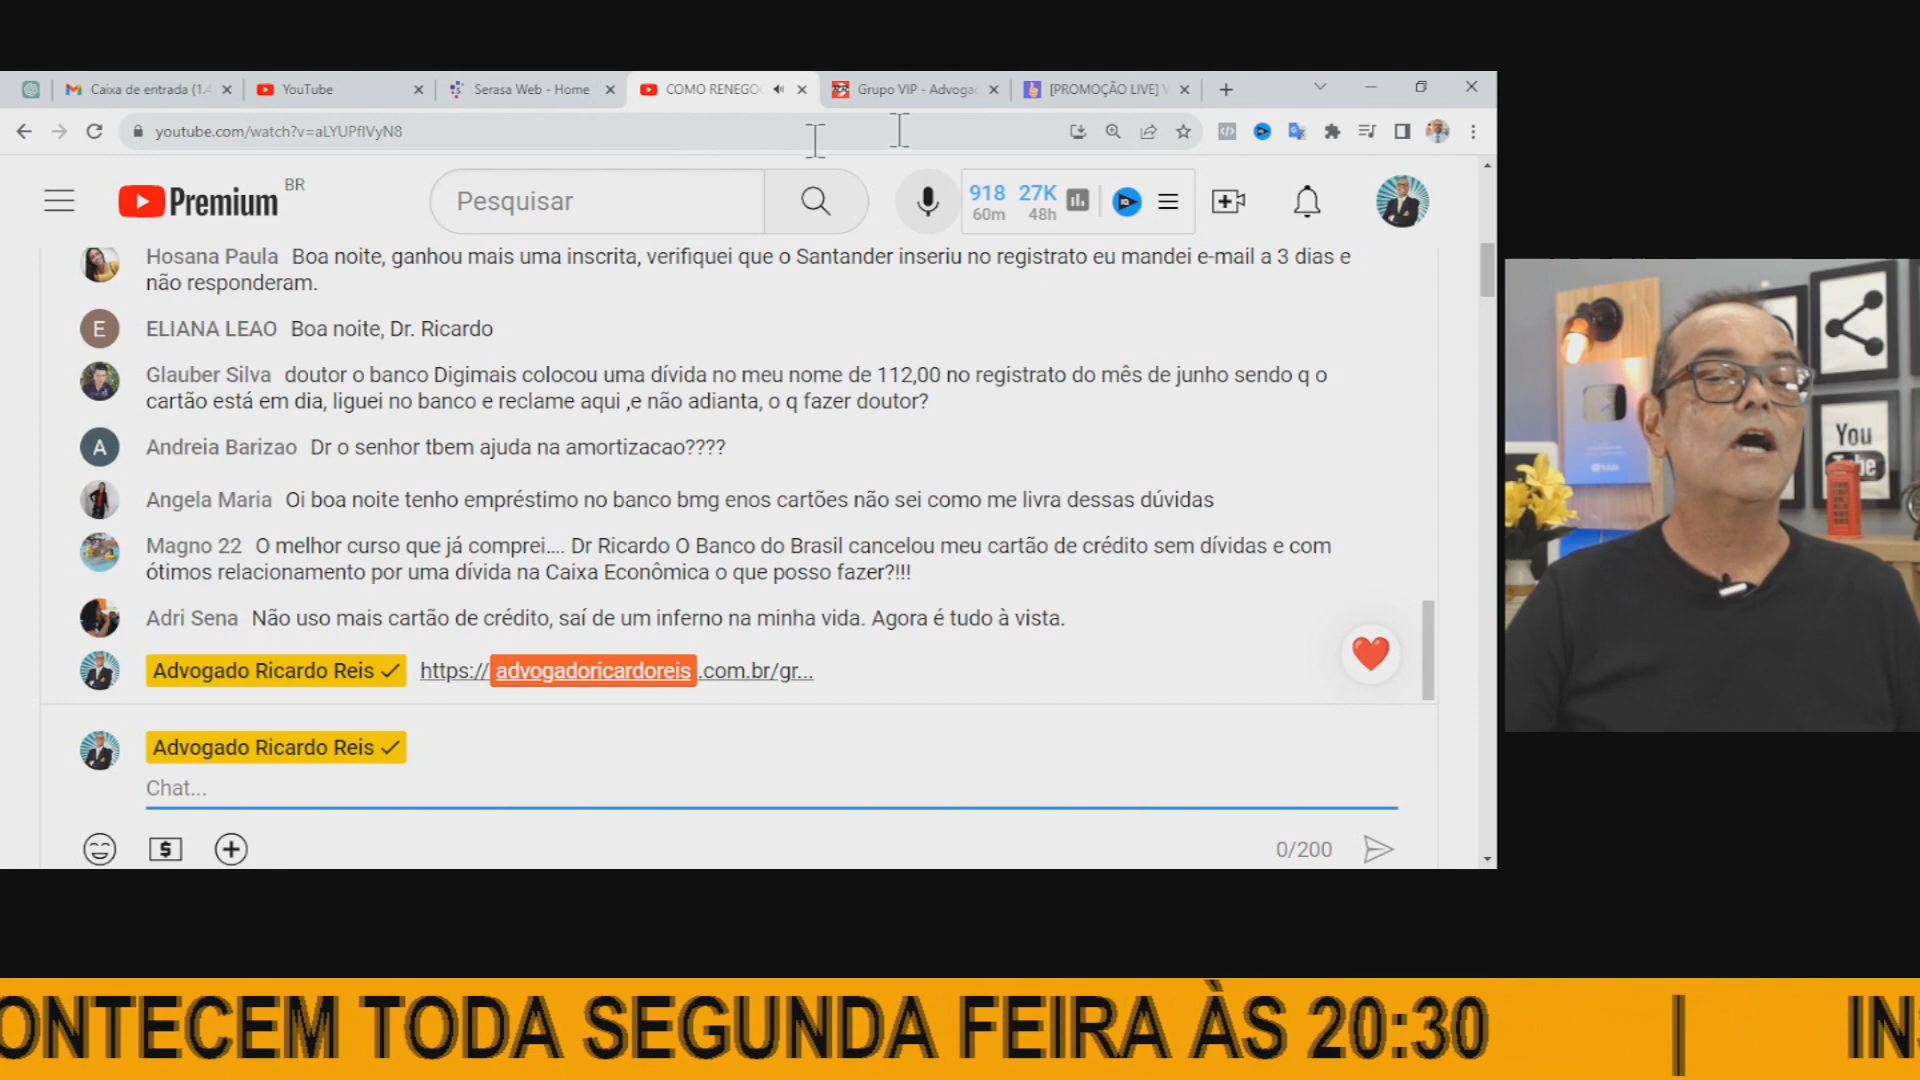 Caixa de entrada (1.4
YouTube
Serasa Web - Home
COMO RENEGOC
Grupo VIP - Advogad
[PROMOÇÃO LIVE] V
youtube.com/watch?v=aLYUPflVyN8
Premium BR
Pesquisar
918 27K
60m 48h
Hosana Paula Boa noite, ganhou mais uma inscrita, verifiquei que o Santander inseriu no registrato eu mandei e-mail a 3 dias e
não responderam.
E ELIANA LEAO Boa noite, Dr. Ricardo
Glauber Silva doutor o banco Digimais colocou uma dívida no meu nome de 112,00 no registrato do mês de junho sendo q o
cartão está em dia, liguei no banco e reclame aqui ,e não adianta, o q fazer doutor?
A Andreia Barizao Dr o senhor tbem ajuda na amortizacao????
Angela Maria Oi boa noite tenho empréstimo no banco bmg enos cartões não sei como me livra dessas dúvidas
Magno 22 O melhor curso que já comprei.... Dr Ricardo O Banco do Brasil cancelou meu cartão de crédito sem dívidas e com
ótimos relacionamento por uma dívida na Caixa Econômica o que posso fazer?!!!
Adri Sena Não uso mais cartão de crédito, saí de um inferno na minha vida. Agora é tudo à vista.
Advogado Ricardo Reis https://advogadoricardoreis.com.br/gr...
Advogado Ricardo Reis
Chat...
0/200
You
Tube
ONTECEM TODA SEGUNDA FEIRA ÀS 20:30 | INS